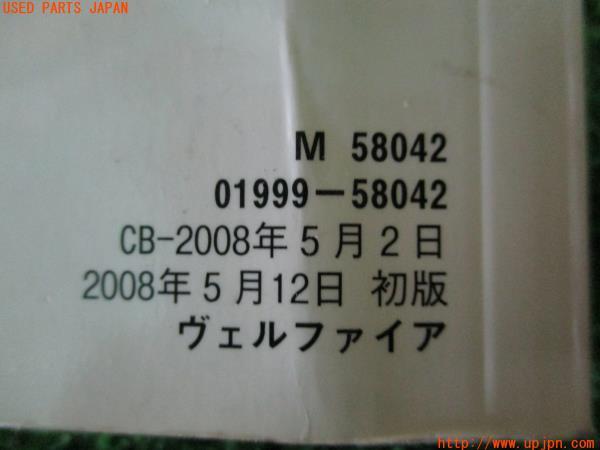 USED PARTS JAPAN
M 58042
01999−58042
CB-2008年5月2日
2008年5月12日 初版
ヴェルファイア
http://www.upjpn.com